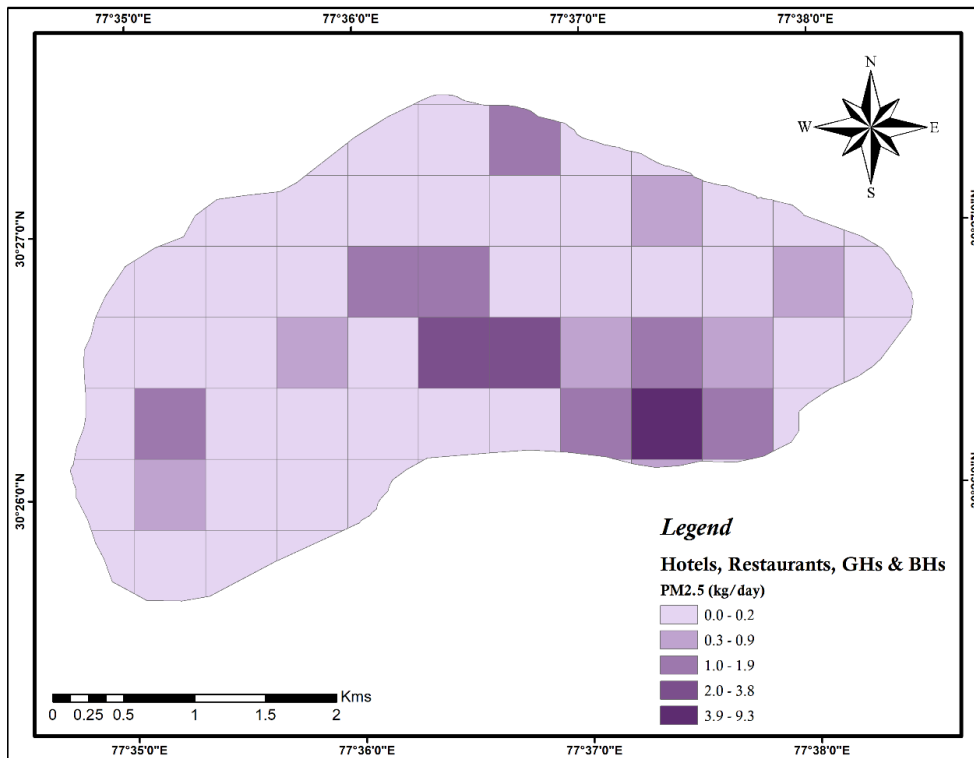 77°35'0"E 77°36'0"E 77°37'0"E 77°38'0"E
N
W E
S
30°27'0"N
30°26'0"N
Legend
Hotels, Restaurants, GHs & BHs
PM2.5 (kg/day)
0.0 - 0.2
0.3 - 0.9
1.0 - 1.9
2.0 - 3.8
3.9 - 9.3
Kms
0 0.25 0.5 1 1.5 2
77°35'0"E 77°36'0"E 77°37'0"E 77°38'0"E